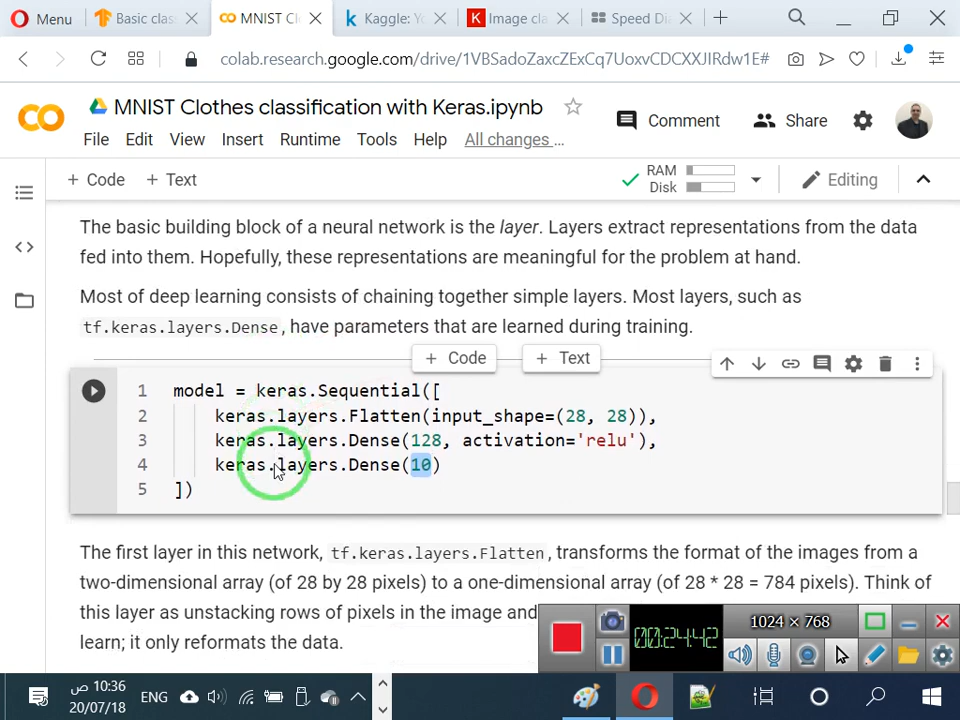 Menu
Basic clas
MNIST Cl
Kaggle: Y
Image cla
Speed Di
colab.research.google.com/drive/1VBSadoZaxcZExCq7UoxvCDCXXJIRdw1E#
MNIST Clothes classification with Keras.ipynb
Comment
Share
File Edit View Insert Runtime Tools Help All changes …
+ Code + Text
RAM
Disk
Editing
The basic building block of a neural network is the layer. Layers extract representations from the data
fed into them. Hopefully, these representations are meaningful for the problem at hand.
Most of deep learning consists of chaining together simple layers. Most layers, such as
tf.keras.layers.Dense, have parameters that are learned during training.
+ Code + Text
1 model = keras.Sequential([
2 keras.layers.Flatten(input_shape=(28, 28)),
3 keras.layers.Dense(128, activation='relu'),
4 keras.layers.Dense(10)
5 ])
The first layer in this network, tf.keras.layers.Flatten, transforms the format of the images from a
two-dimensional array (of 28 by 28 pixels) to a one-dimensional array (of 28 * 28 = 784 pixels). Think of
this layer as unstacking rows of pixels in the image and
learn; it only reformats the data.
00:24:42
1024 × 768
10:36 ص
20/07/18
ENG